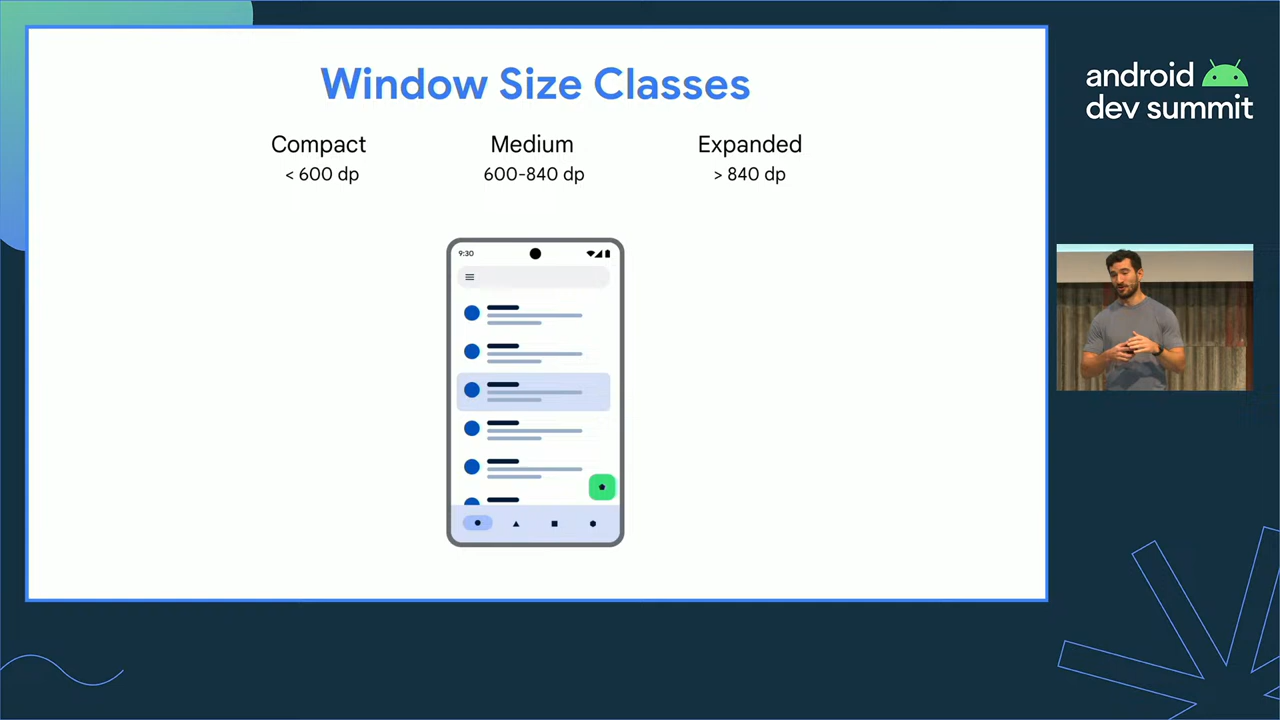 Window Size Classes
Compact
Medium
Expanded
< 600 dp
600-840 dp
> 840 dp
9:30
android
dev summit